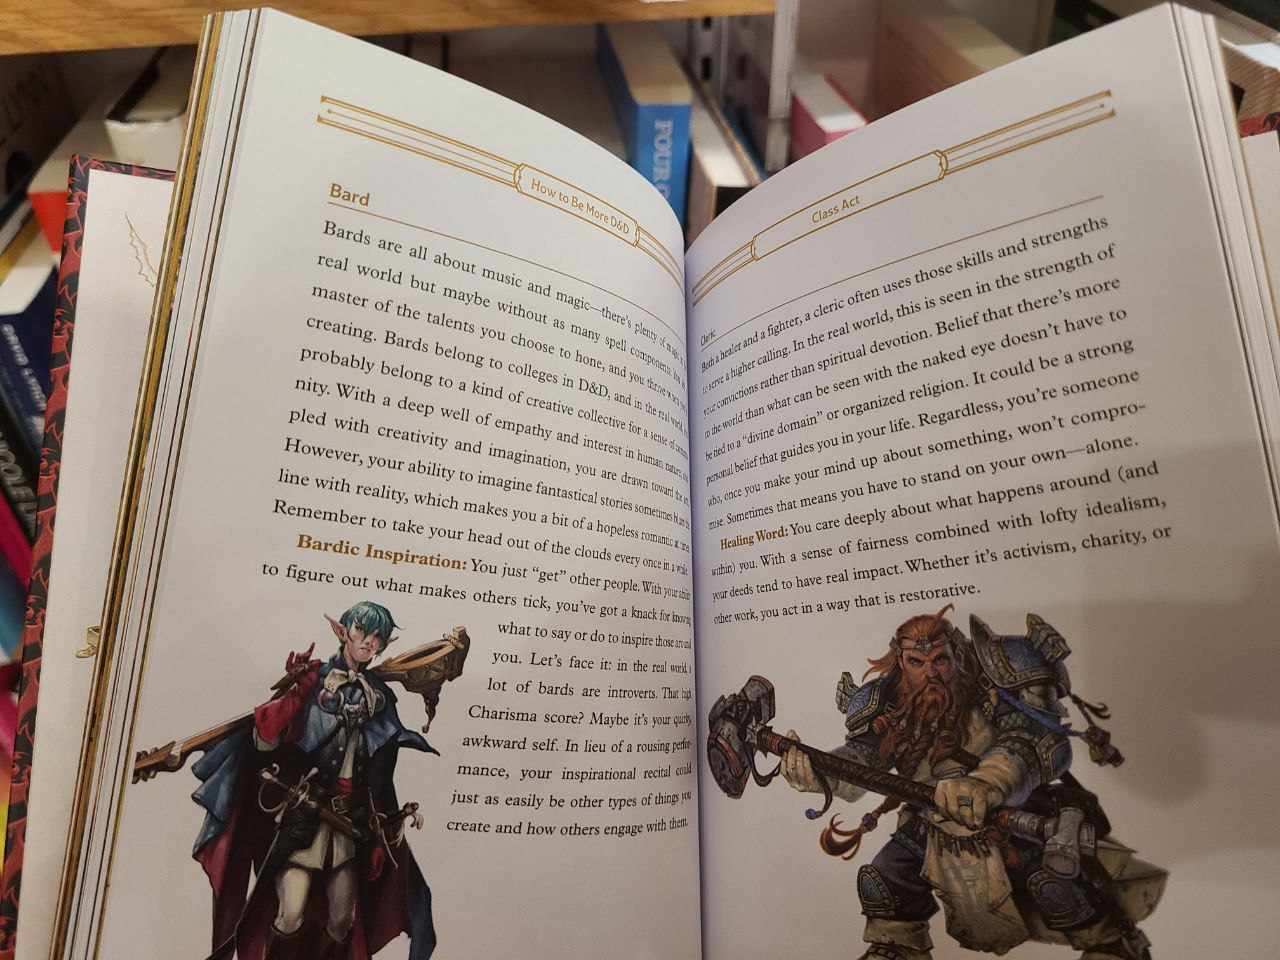 How to Be More D&D
Bard
Bards are all about music and magic—there's plenty of
real world but maybe without as many spell components.
master of the talents you choose to hone, and you thrive when
creating. Bards belong to colleges in D&D, and in the real world,
probably belong to a kind of creative collective for a sense of
nity. With a deep well of empathy and interest in human nature,
pled with creativity and imagination, you are drawn toward the
However, your ability to imagine fantastical stories sometimes
line with reality, which makes you a bit of a hopeless romantic at times.
Remember to take your head out of the clouds every once in a while.
Bardic Inspiration: You just "get" other people. With your ability
to figure out what makes others tick, you've got a knack for knowing
what to say or do to inspire those around
you. Let's face it: in the real world, a
lot of bards are introverts. That high
Charisma score? Maybe it's your quirky,
awkward self. In lieu of a rousing perfor-
mance, your inspirational recital could
just as easily be other types of things you
create and how others engage with them.
Class Act
Cleric
Both a healer and a fighter, a cleric often uses those skills and strengths
to serve a higher calling. In the real world, this is seen in the strength of
your convictions rather than spiritual devotion. Belief that there's more
to the world than what can be seen with the naked eye doesn't have to
be tied to a "divine domain" or organized religion. It could be a strong
personal belief that guides you in your life. Regardless, you're someone
who, once you make your mind up about something, won't compro-
mise. Sometimes that means you have to stand on your own—alone.
Healing Word: You care deeply about what happens around (and
within) you. With a sense of fairness combined with lofty idealism,
your deeds tend to have real impact. Whether it's activism, charity, or
other work, you act in a way that is restorative.
FOUR
LYNN